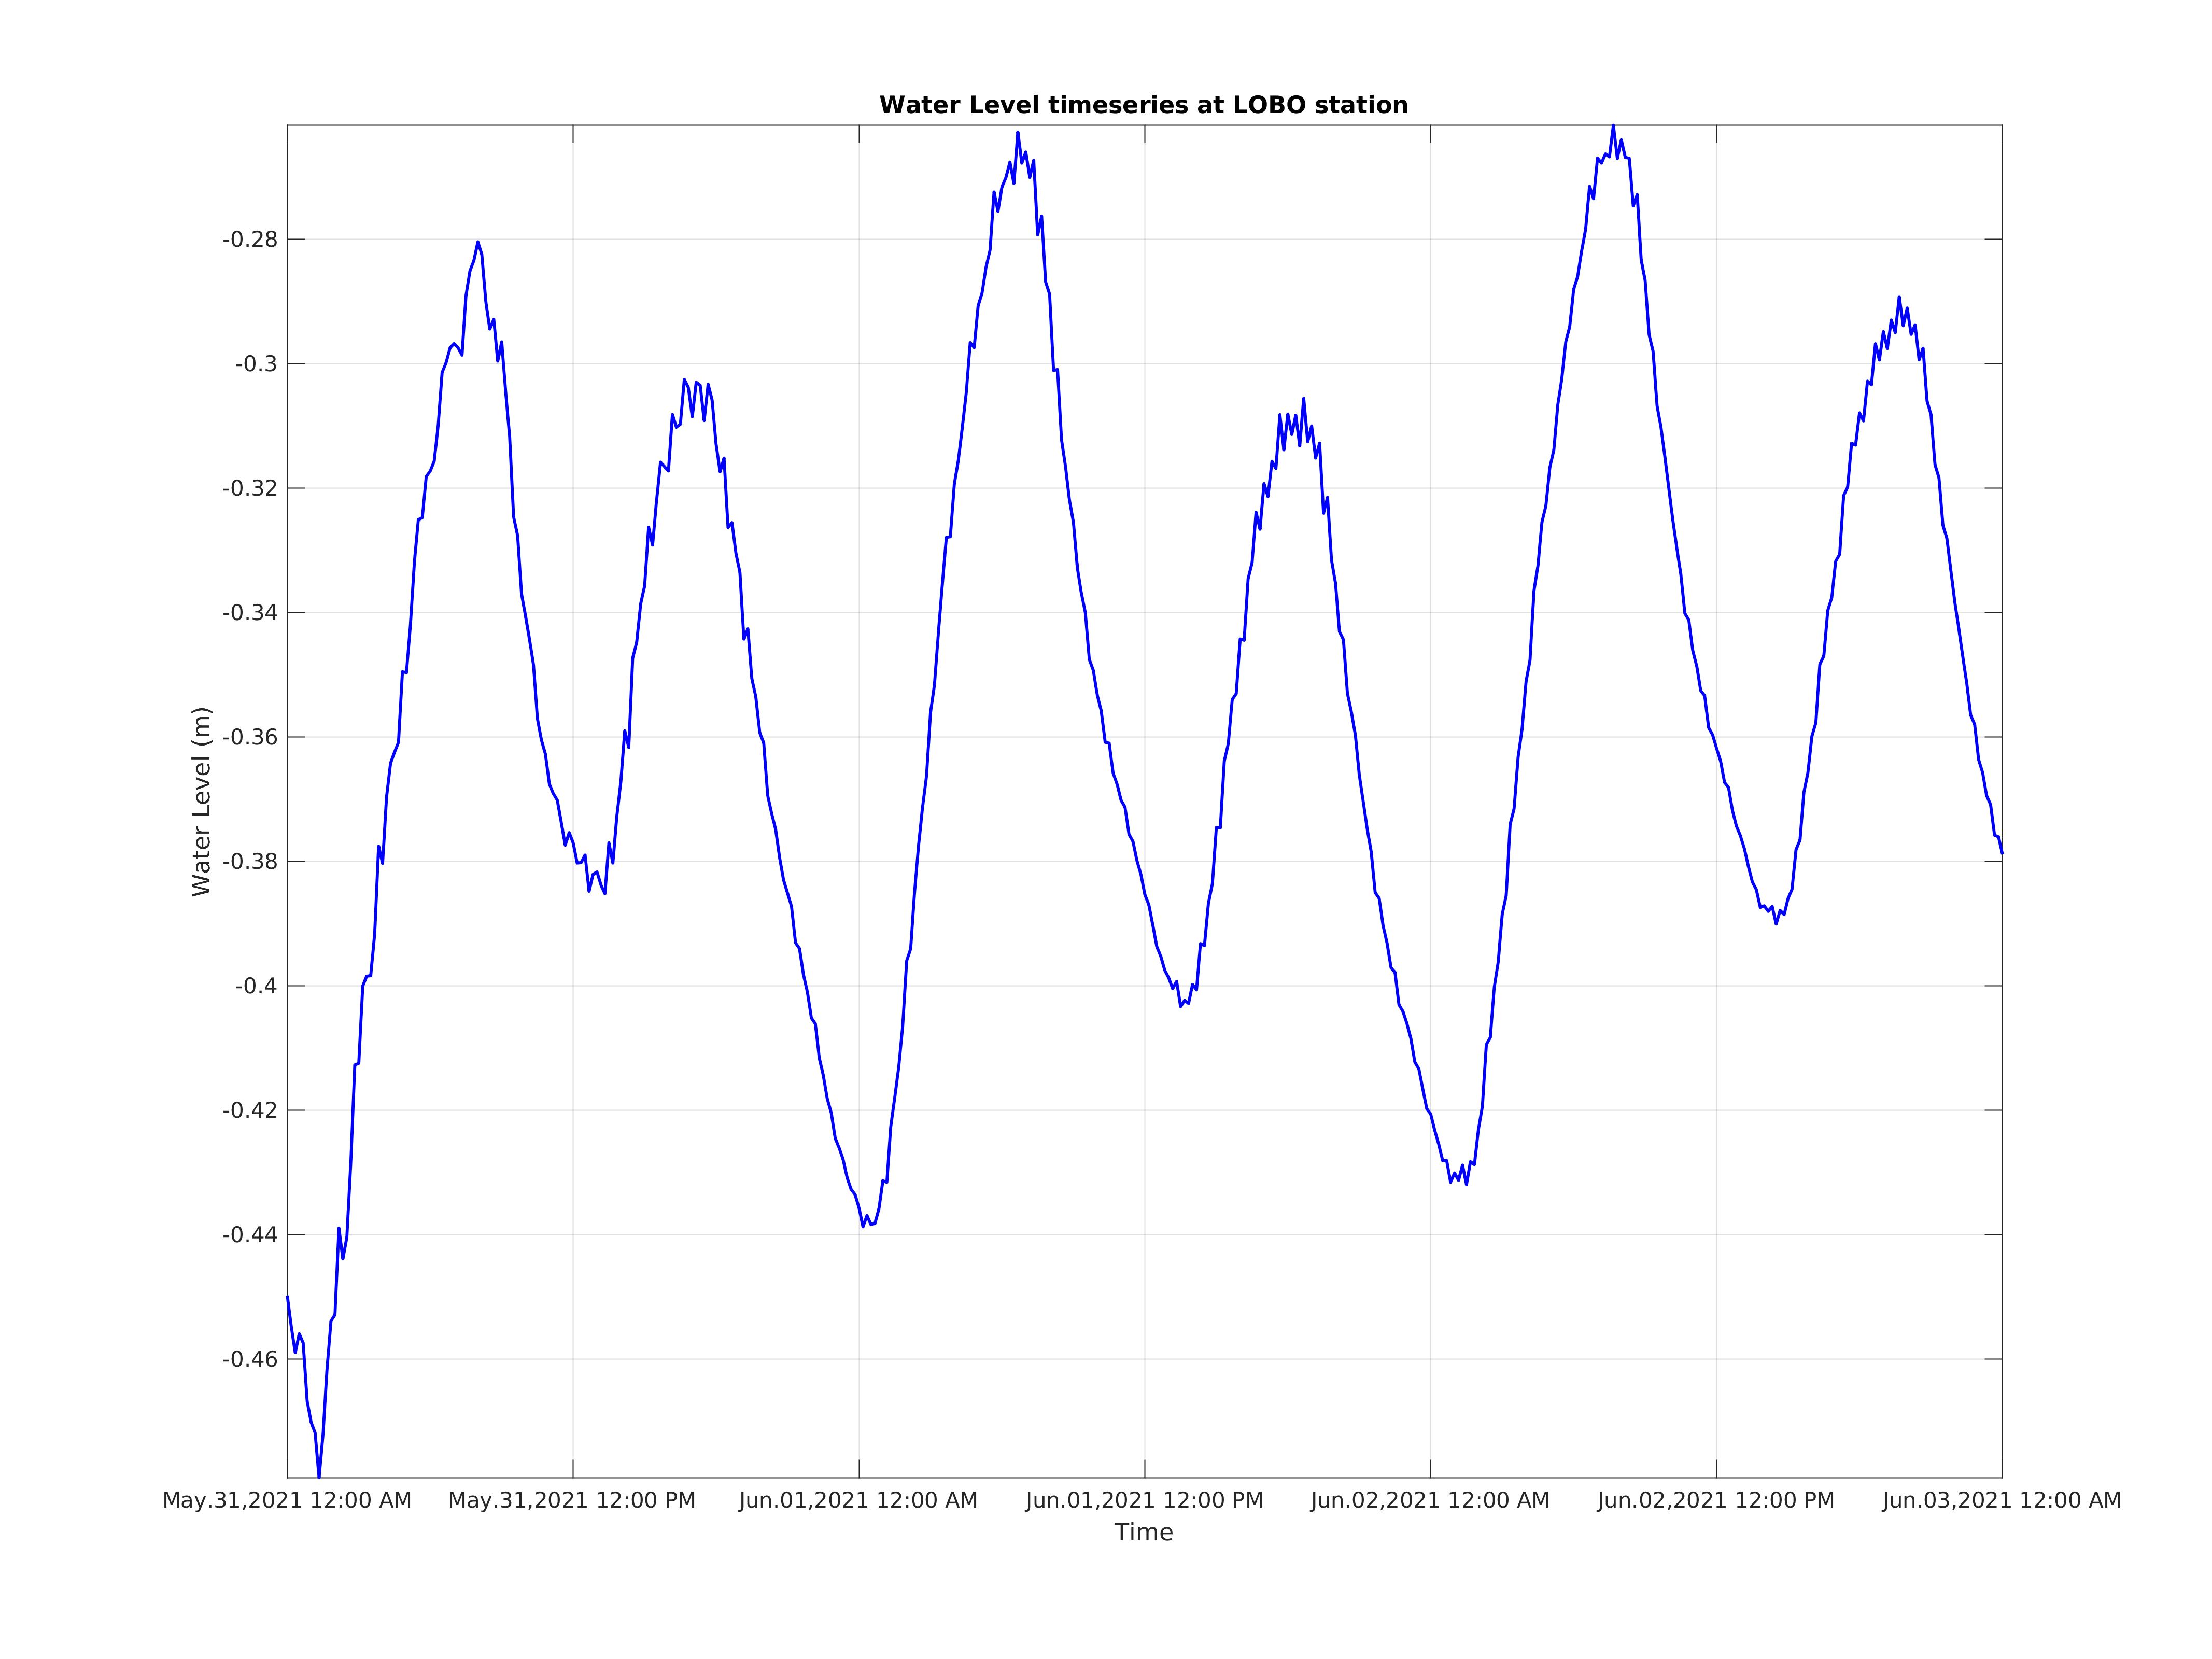 Water Level timeseries at LOBO station
-0.28
-0.3
-0.32
-0.34
-0.36
-0.38
-0.4
-0.42
-0.44
-0.46
Water Level (m)
May.31,2021 12:00 AM May.31,2021 12:00 PM Jun.01,2021 12:00 AM Jun.01,2021 12:00 PM Jun.02,2021 12:00 AM Jun.02,2021 12:00 PM Jun.03,2021 12:00 AM
Time